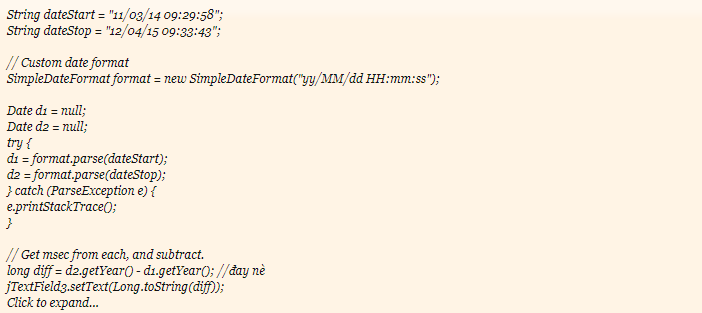 String dateStart = "11/03/14 09:29:58";
String dateStop = "12/04/15 09:33:43";
// Custom date format
SimpleDateFormat format = new SimpleDateFormat("yy/MM/dd HH:mm:ss");
Date d1 = null;
Date d2 = null;
try {
d1 = format.parse(dateStart);
d2 = format.parse(dateStop);
} catch (ParseException e) {
e.printStackTrace();
}
// Get msec from each, and subtract.
long diff = d2.getYear() - d1.getYear(); //đay nè
jTextField3.setText(Long.toString(diff));
Click to expand...